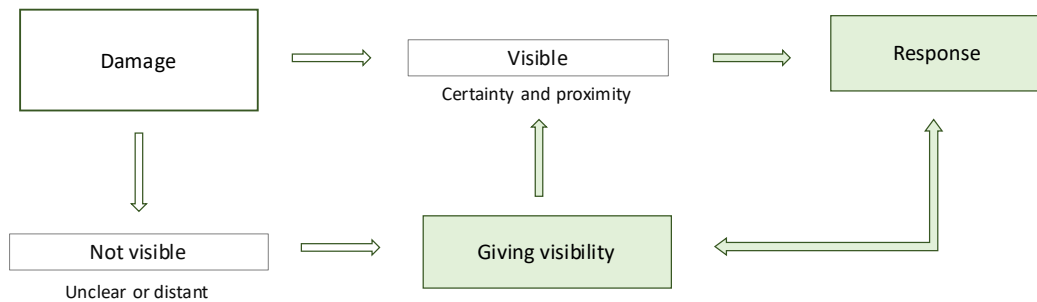 Damage
Visible
Response
Certainty and proximity
Not visible
Giving visibility
Unclear or distant